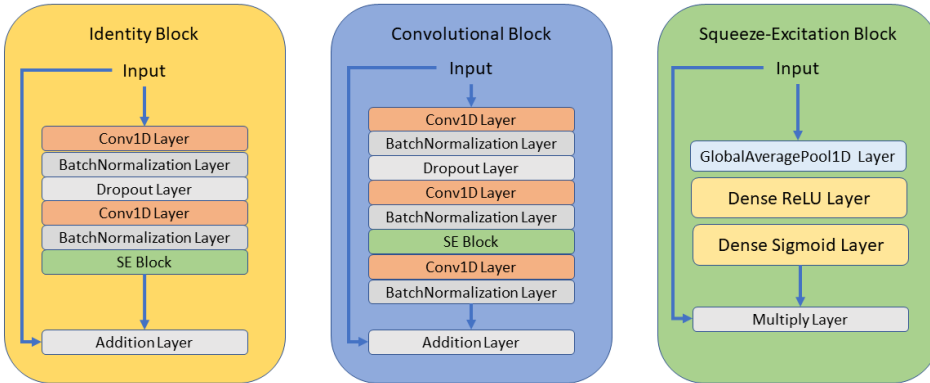 Identity Block
Input
Conv1D Layer
BatchNormalization Layer
Dropout Layer
Conv1D Layer
BatchNormalization Layer
SE Block
Addition Layer
Convolutional Block
Input
Conv1D Layer
BatchNormalization Layer
Dropout Layer
Conv1D Layer
BatchNormalization Layer
SE Block
Conv1D Layer
BatchNormalization Layer
Addition Layer
Squeeze-Excitation Block
Input
GlobalAveragePool1D Layer
Dense ReLU Layer
Dense Sigmoid Layer
Multiply Layer